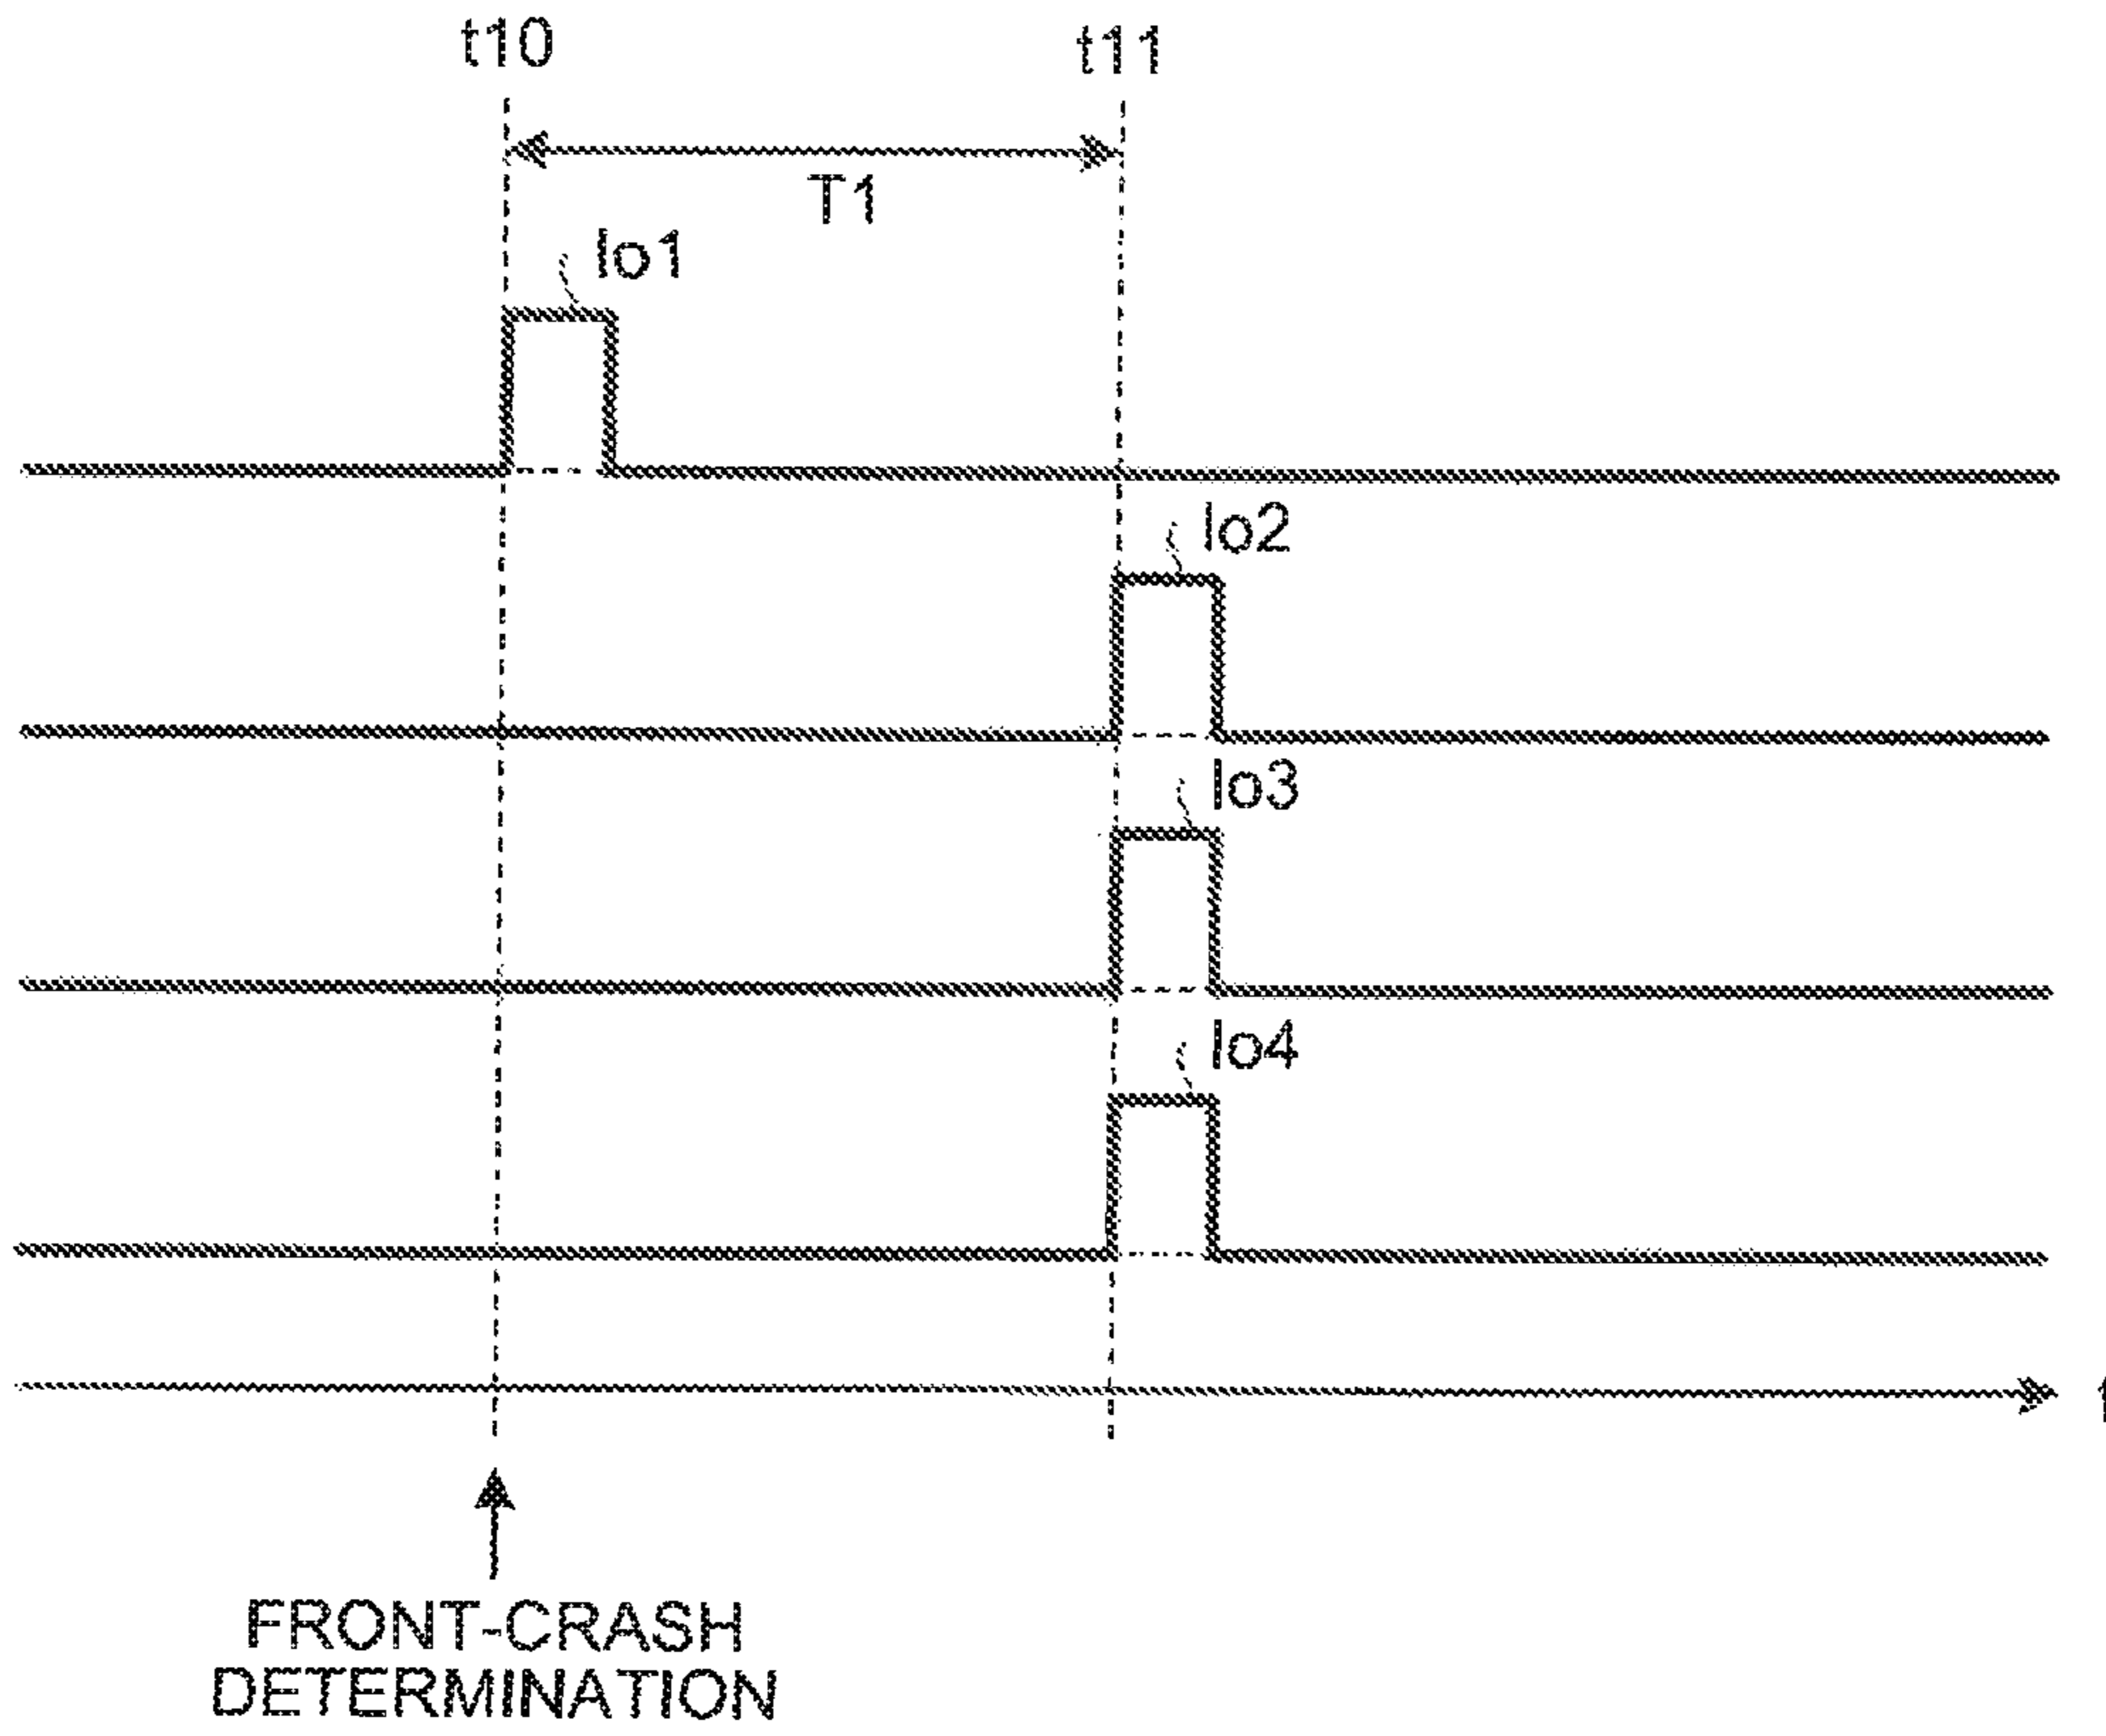 t10
t11
T1
Io1
Io2
Io3
Io4
t
FRONT-CRASH
DETERMINATION